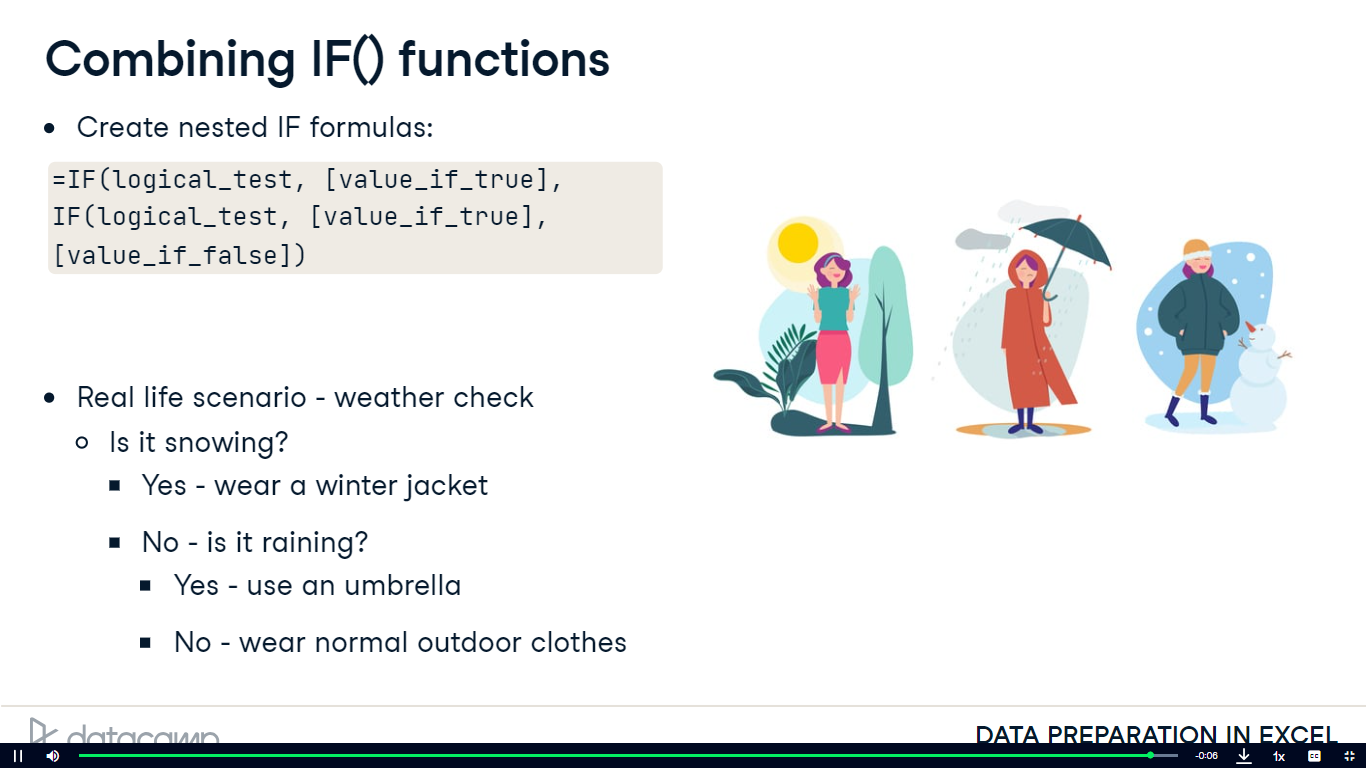 Combining IF() functions
Create nested IF formulas:
=IF(logical_test, [value_if_true],
IF(logical_test, [value_if_true],
[value_if_false])
Real life scenario - weather check
Is it snowing?
Yes - wear a winter jacket
No - is it raining?
Yes - use an umbrella
No - wear normal outdoor clothes
datacamp
DATA PREPARATION IN EXCEL
-0:06
1x
CC